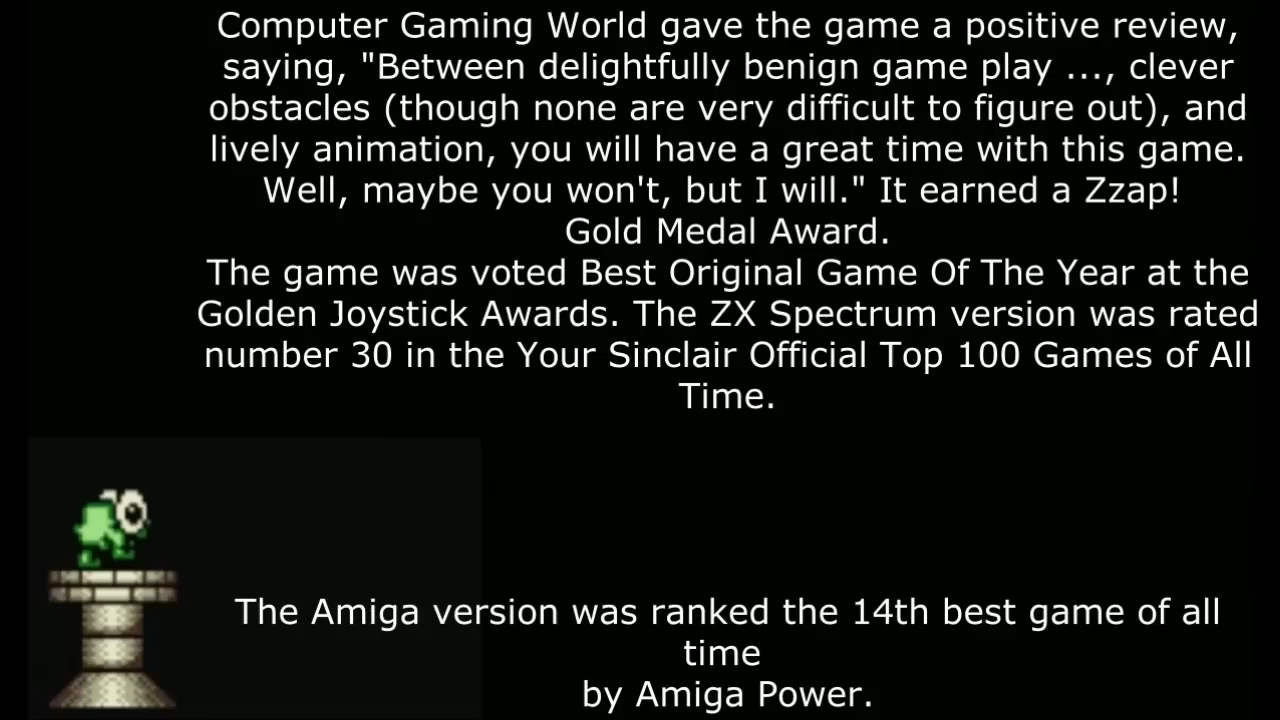 Computer Gaming World gave the game a positive review,
saying, "Between delightfully benign game play ..., clever
obstacles (though none are very difficult to figure out), and
lively animation, you will have a great time with this game.
Well, maybe you won't, but I will." It earned a Zzap!
Gold Medal Award.
The game was voted Best Original Game Of The Year at the
Golden Joystick Awards. The ZX Spectrum version was rated
number 30 in the Your Sinclair Official Top 100 Games of All
Time.
The Amiga version was ranked the 14th best game of all
time
by Amiga Power.